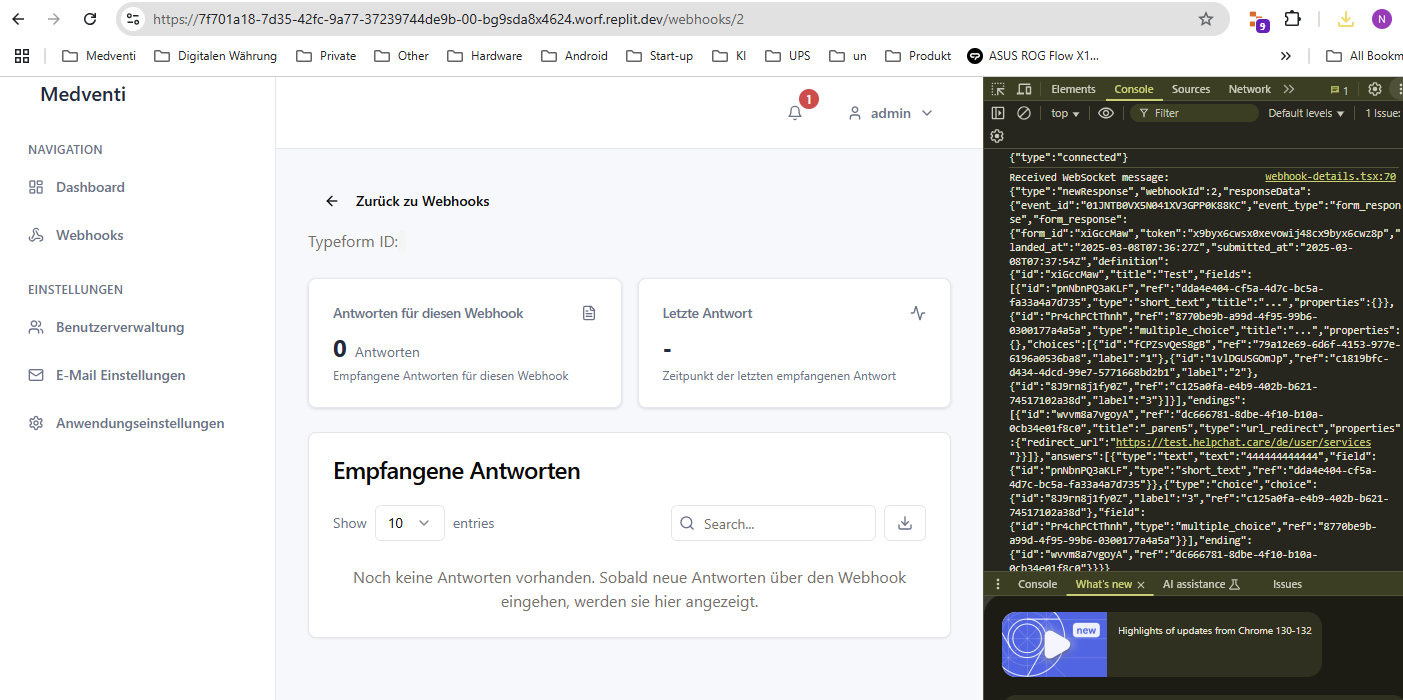 https://7f701a18-7d35-42fc-9a77-37239744de9b-00-bg9sda8x4624.worf.replit.dev/webhooks/2
9
N
Medventi
Digitalen Währung
Private
Other
Hardware
Android
Start-up
KI
UPS
un
Produkt
ASUS ROG Flow X1...
»
All Bookm
Medventi
NAVIGATION
Dashboard
Webhooks
EINSTELLUNGEN
Benutzerverwaltung
E-Mail Einstellungen
Anwendungseinstellungen
1
admin
Zurück zu Webhooks
Typeform ID:
Antworten für diesen Webhook
0 Antworten
Empfangene Antworten für diesen Webhook
Letzte Antwort
-
Zeitpunkt der letzten empfangenen Antwort
Empfangene Antworten
Show 10 entries
Search...
Noch keine Antworten vorhanden. Sobald neue Antworten über den Webhook
eingehen, werden sie hier angezeigt.
Elements Console Sources Network » 1
top Filter Default levels 1 Issue:
{"type":"connected"}
Received WebSocket message: webhook-details.tsx:70
{"type":"newResponse","webhookId":2,"responseData":
{"event_id":"01JNTB0VX5N041XV3GPP0K88KC","event_type":"form_respon
se","form_response":
{"form_id":"xiGccMaw","token":"x9byx6cwsx0xevowij48cx9byx6cwz8p","
landed_at":"2025-03-08T07:36:27Z","submitted_at":"2025-03-
08T07:37:54Z","definition":
{"id":"xiGccMaw","title":"Test","fields":
[{"id":"pnNbnPQ3aKLF","ref":"dda4e404-cf5a-4d7c-bc5a-
fa33a4a7d735","type":"short_text","title":"...","properties":{}},
{"id":"Pr4chPCtThnh","ref":"8770be9b-a99d-4f95-99b6-
0300177a4a5a","type":"multiple_choice","title":"...","properties":
{},"choices":[{"id":"fCPZsvQeS8gB","ref":"79a12e69-6d6f-4153-977e-
6196a0536ba8","label":"1"},{"id":"1vlDGUSGOmJp","ref":"c1819bfc-
d434-4dcd-99e7-5771668bd2b1","label":"2"},
{"id":"8J9rn8j1fy0Z","ref":"c125a0fa-e4b9-402b-b621-
74517102a38d","label":"3"}]}],"endings":
[{"id":"wvvm8a7vgoyA","ref":"dc666781-8dbe-4f10-b10a-
0cb34e01f8c0","title":"_paren5","type":"url_redirect","properties"
:{"redirect_url":"https://test.helpchat.care/de/user/services
"}}]},"answers":[{"type":"text","text":"444444444444","field":
{"id":"pnNbnPQ3aKLF","type":"short_text","ref":"dda4e404-cf5a-
4d7c-bc5a-fa33a4a7d735"}},{"type":"choice","choice":
{"id":"8J9rn8j1fy0Z","label":"3","ref":"c125a0fa-e4b9-402b-b621-
74517102a38d"},"field":
{"id":"Pr4chPCtThnh","type":"multiple_choice","ref":"8770be9b-
a99d-4f95-99b6-0300177a4a5a"}}],"ending":
{"id":"wvvm8a7vgoyA","ref":"dc666781-8dbe-4f10-b10a-
0cb34e01f8c0"}}}}
Console What's new × AI assistance Issues
new
Highlights of updates from Chrome 130-132